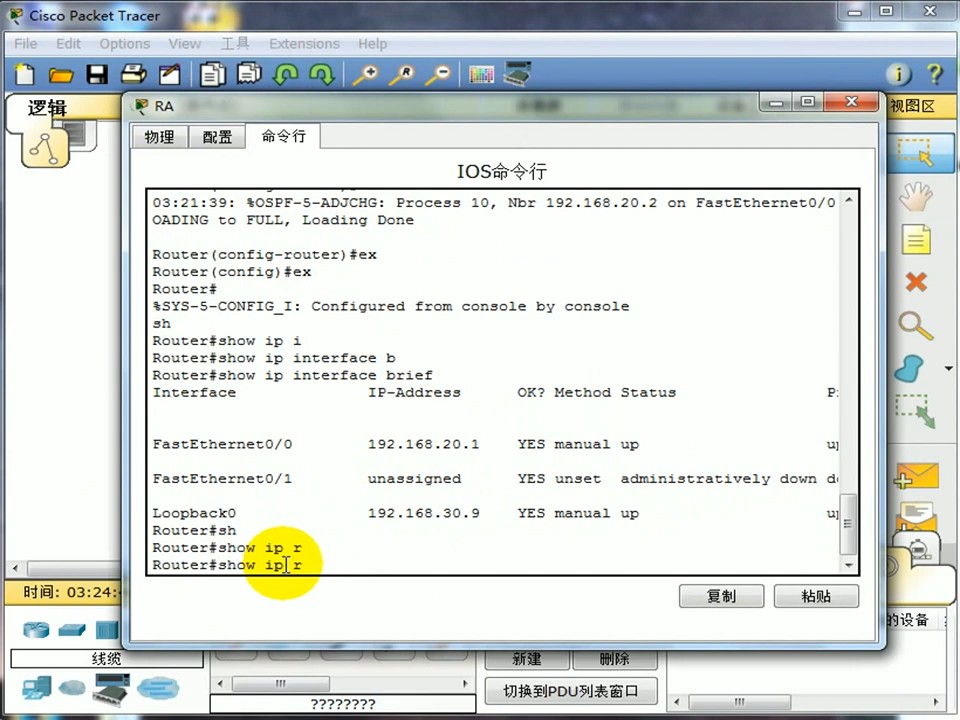 Cisco Packet Tracer
File Edit Options View 工具 Extensions Help
逻辑
RA
视图区
物理 配置 命令行
IOS命令行
03:21:39: %OSPF-5-ADJCHG: Process 10, Nbr 192.168.20.2 on FastEthernet0/0
OADING to FULL, Loading Done
Router(config-router)#ex
Router(config)#ex
Router#
%SYS-5-CONFIG_I: Configured from console by console
sh
Router#show ip i
Router#show ip interface b
Router#show ip interface brief
Interface IP-Address OK? Method Status
FastEthernet0/0 192.168.20.1 YES manual up
FastEthernet0/1 unassigned YES unset administratively down
Loopback0 192.168.30.9 YES manual up
Router#sh
Router#show ip r
Router#show ip r
复制 粘贴
时间: 03:24:
的设备
线缆
新建 删除
切换到PDU列表窗口
????????